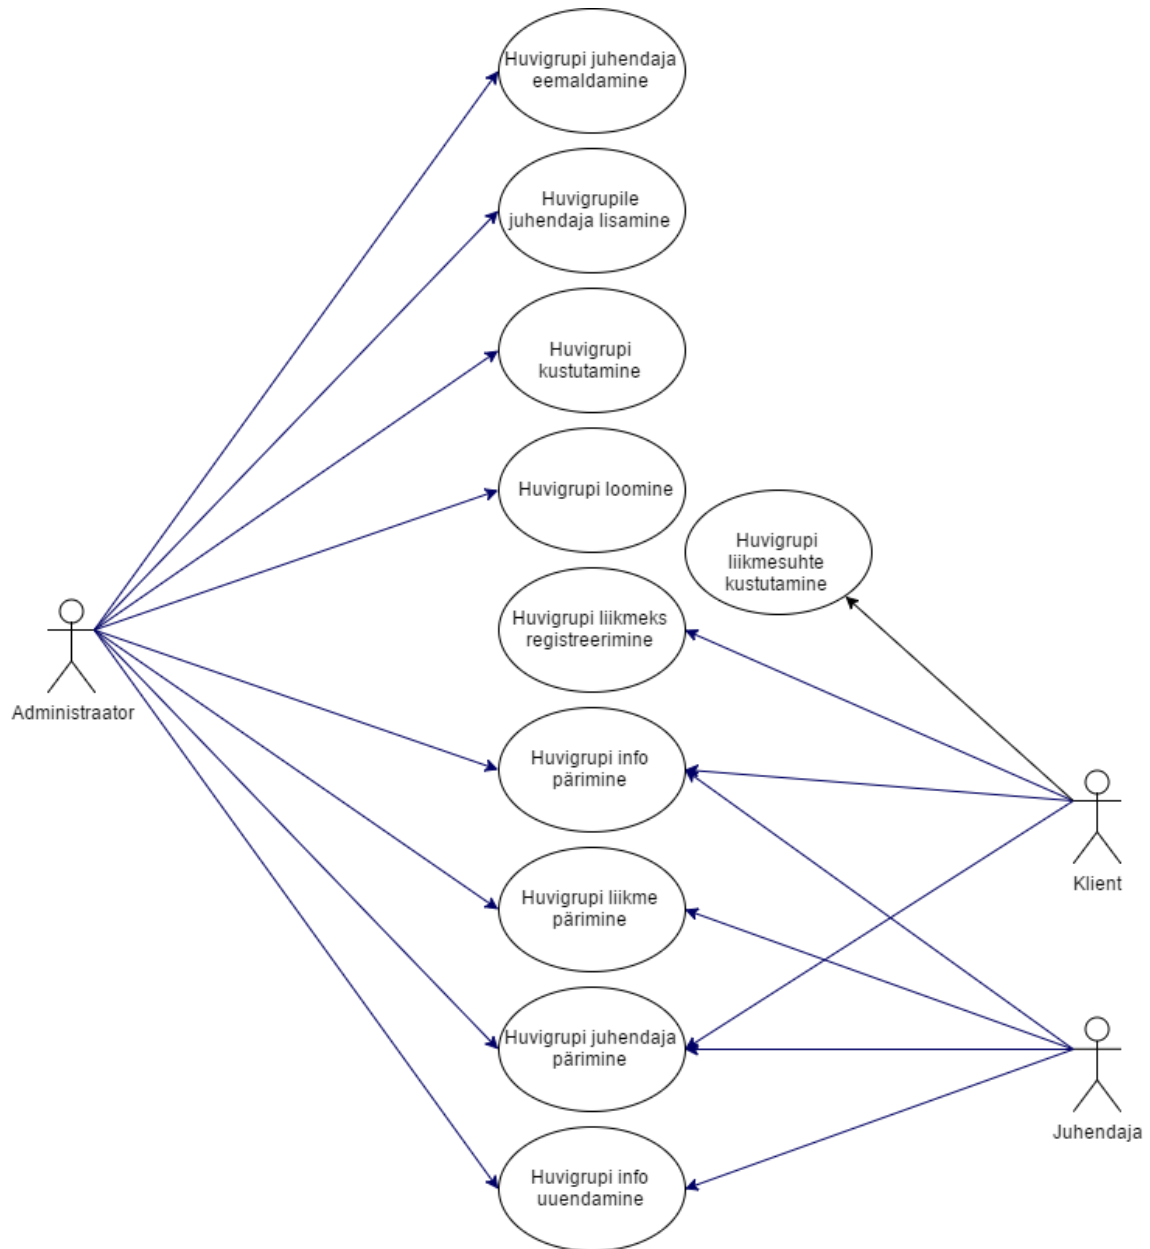 Huvigrupi juhendaja
eemaldamine
Huvigrupile
juhendaja lisamine
Huvigrupi
kustutamine
Huvigrupi loomine
Huvigrupi
liikmesuhte
kustutamine
Huvigrupi liikmeks
registreerimine
Administraator
Huvigrupi info
pärimine
Klient
Huvigrupi liikme
pärimine
Huvigrupi juhendaja
pärimine
Juhendaja
Huvigrupi info
uuendamine